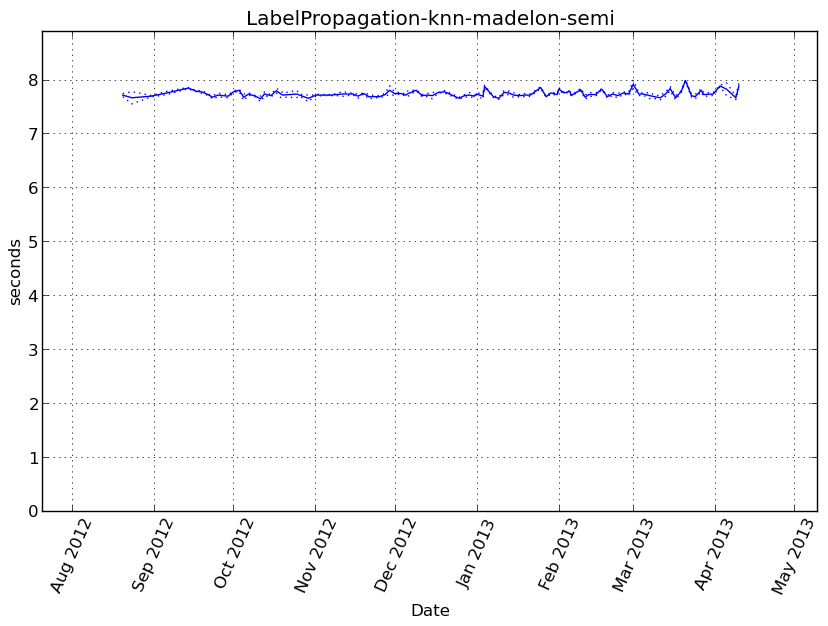 LabelPropagation-knn-madelon-semi
8
7
6
5
4
3
2
1
0
seconds
Aug 2012
Sep 2012
Oct 2012
Nov 2012
Dec 2012
Jan 2013
Feb 2013
Mar 2013
Apr 2013
May 2013
Date